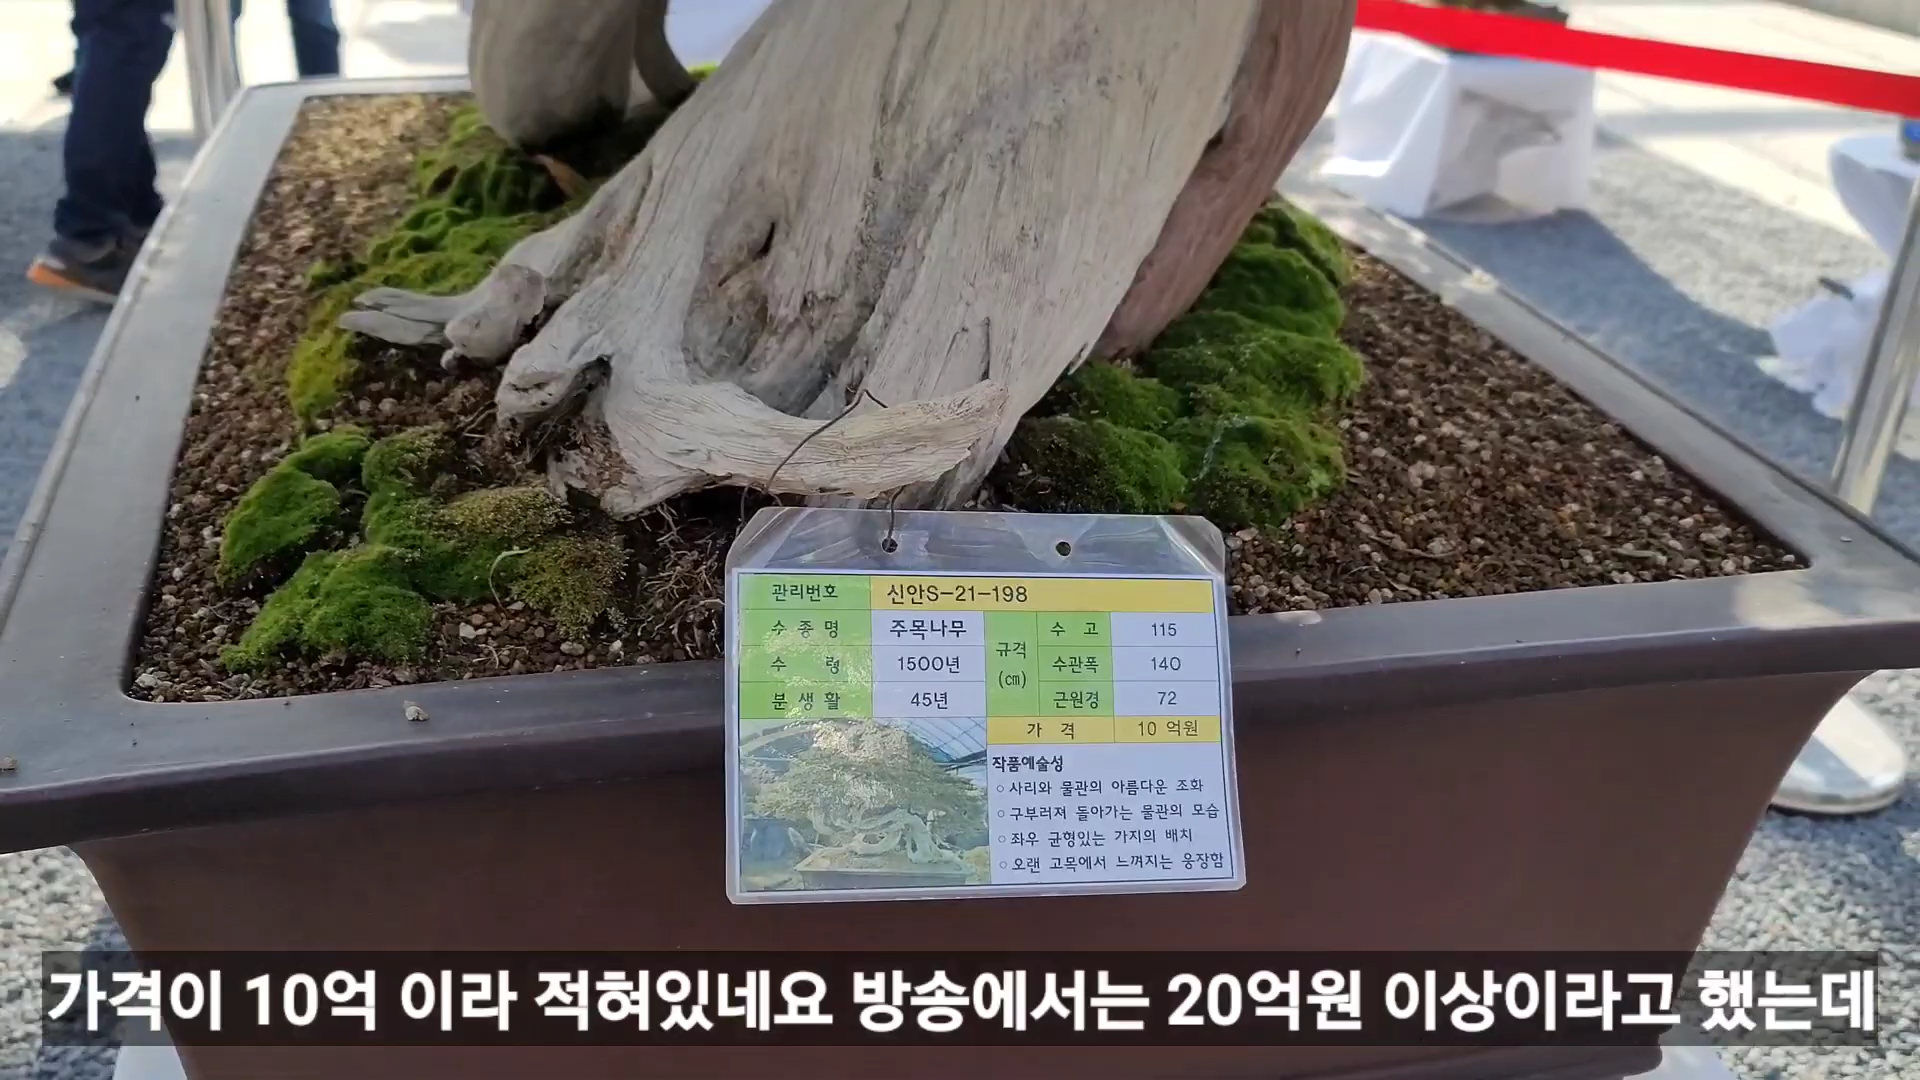 관리번호 신안S-21-198
수종명 주목나무 규격(cm) 수고 115
수령 1500년 수관폭 140
분생활 45년 근원경 72
가격 10 억원
작품예술성
○ 사리와 물관의 아름다운 조화
○ 구부러져 돌아가는 물관의 모습
○ 좌우 균형있는 가지의 배치
○ 오랜 고목에서 느껴지는 웅장함
가격이 10억 이라 적혀있네요 방송에서는 20억원 이상이라고 했는데